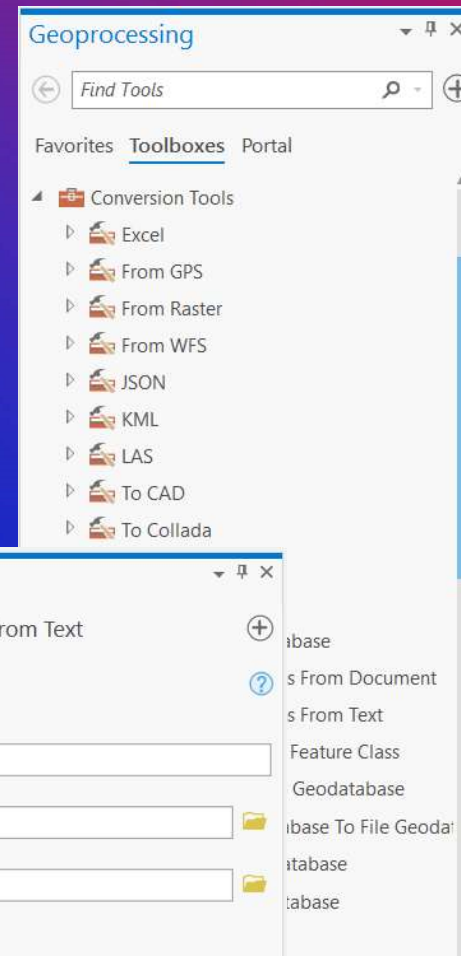 Geoprocessing
Find Tools
Favorites Toolboxes Portal
Conversion Tools
Excel
From GPS
From Raster
From WFS
JSON
KML
LAS
To CAD
To Collada
rom Text
abase
s From Document
s From Text
Feature Class
Geodatabase
abase To File Geodat
atabase
tabase